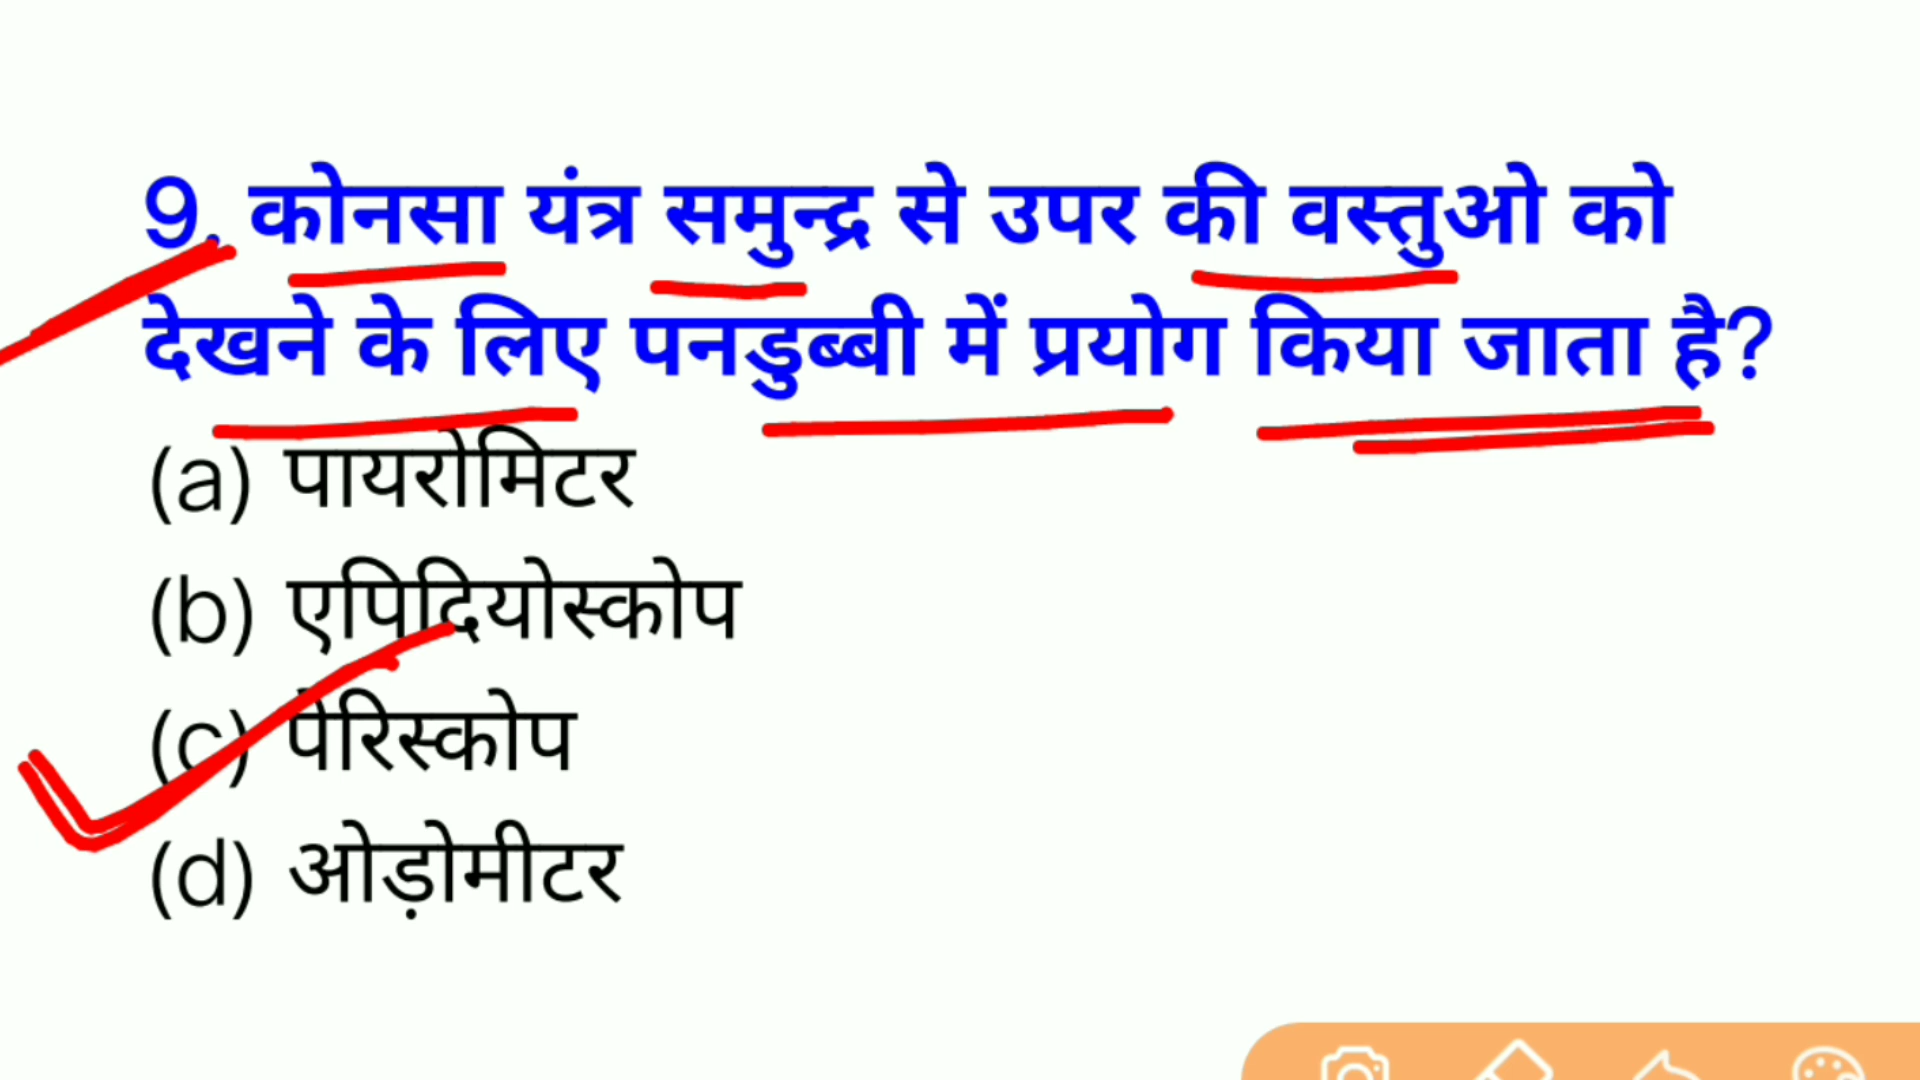 9. कोनसा यंत्र समुन्द्र से उपर की वस्तुओ को
देखने के लिए पनडुब्बी में प्रयोग किया जाता है?
(a) पायरोमिटर
(b) एपिदियोस्कोप
(c) पेरिस्कोप
(d) ओड़ोमीटर